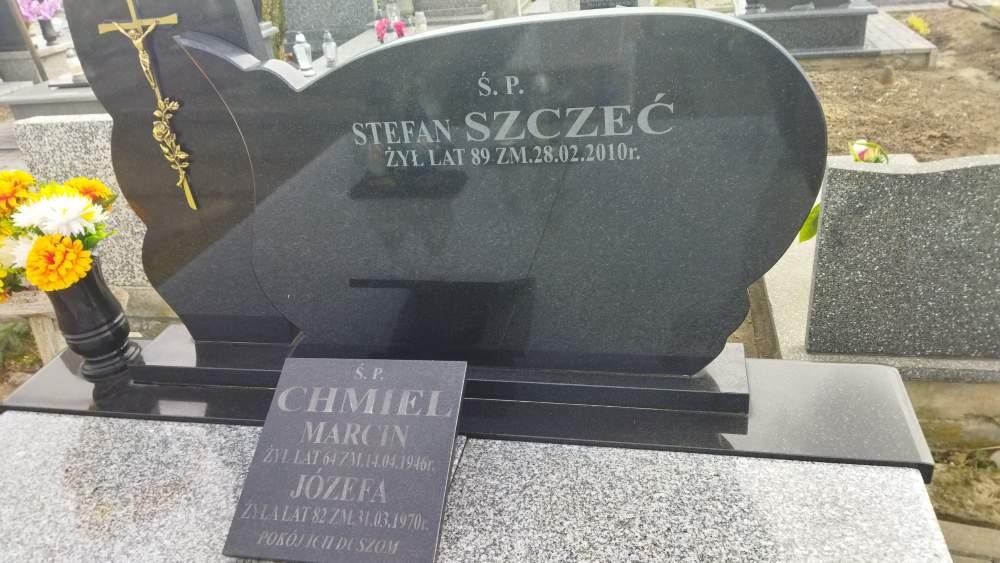 Ś. P.
STEFAN SZCZEĆ
ŻYŁ LAT 89 ZM.28.02.2010r.
Ś. P.
CHMIEL
MARCIN
ŻYŁ LAT 64 ZM.14.04.1946r.
JÓZEFA
ŻYŁA LAT 82 ZM.31.03.1970r.
POKÓJ ICH DUSZOM